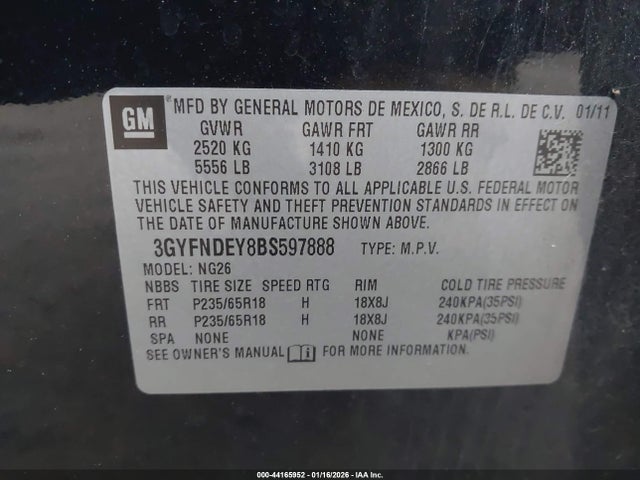 GM
MFD BY GENERAL MOTORS DE MEXICO, S. DE R.L. DE C.V. 01/11
GVWR GAWR FRT GAWR RR
2520 KG 1410 KG 1300 KG
5556 LB 3108 LB 2866 LB
THIS VEHICLE CONFORMS TO ALL APPLICABLE U.S. FEDERAL MOTOR
VEHICLE SAFETY AND THEFT PREVENTION STANDARDS IN EFFECT ON
THE DATE OF MANUFACTURE SHOWN ABOVE.
3GYFNDEY8BS597888 TYPE: M.P.V.
MODEL: NG26
NBBS TIRE SIZE SPEED RTG RIM COLD TIRE PRESSURE
FRT P235/65R18 H 18X8J 240KPA(35PSI)
RR P235/65R18 H 18X8J 240KPA(35PSI)
SPA NONE NONE KPA(PSI)
SEE OWNER'S MANUAL FOR MORE INFORMATION.
000-44165952 - 01/16/2026 - IAA Inc.